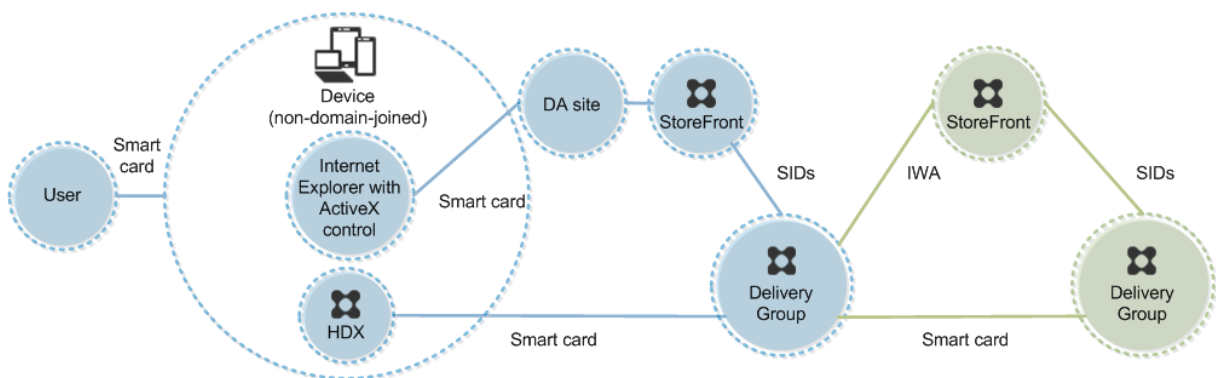 Device
(non-domain-joined)
DA site
StoreFront
StoreFront
Smart
card
User
Internet
Explorer with
ActiveX
control
Smart card
SIDs
IWA
SIDs
HDX
Delivery
Group
Delivery
Group
Smart card
Smart card